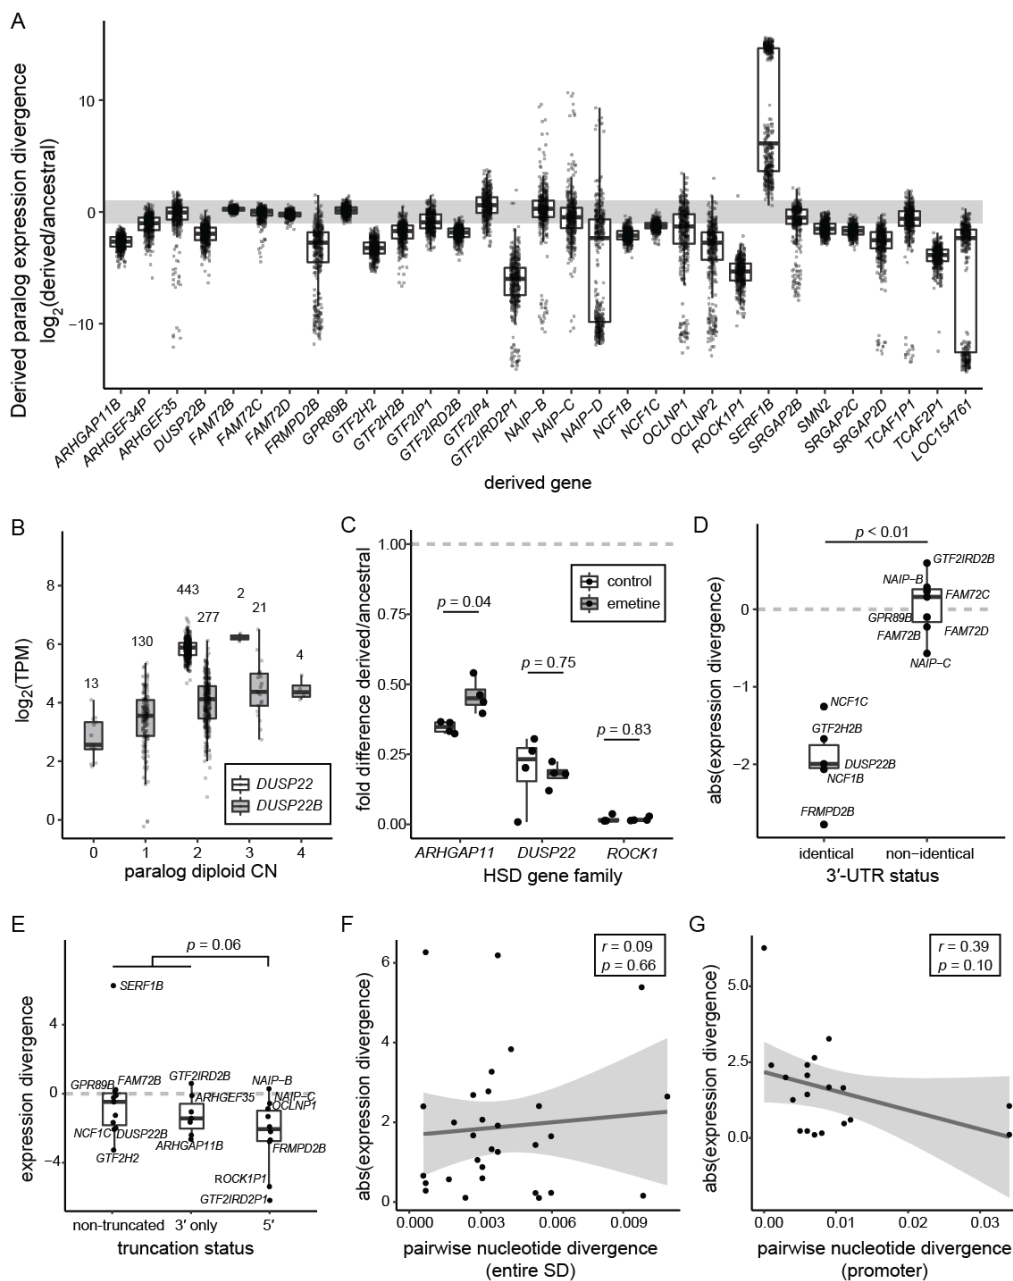 A
Derived paralog expression divergence
log2(derived/ancestral)
10
0
−10
ARHGAP11B
ARHGEF34P
ARHGEF35
DUSP22B
FAM72B
FAM72C
FAM72D
FRMPD2B
GPR89B
GTF2H2
GTF2H2B
GTF2IP1
GTF2IRD2B
GTF2IP4
GTF2IRD2P1
NAIP−B
NAIP−C
NAIP−D
NCF1B
NCF1C
OCLNP1
OCLNP2
ROCK1P1
SERF1B
SRGAP2B
SMN2
SRGAP2C
SRGAP2D
TCAF1P1
TCAF2P1
LOC154761
derived gene
B
log2(TPM)
8
6
4
2
0
13
130
443
277
2
21
4
DUSP22
DUSP22B
0 1 2 3 4
paralog diploid CN
C
fold difference derived/ancestral
1.00
0.75
0.50
0.25
0.00
control
emetine
p = 0.04
p = 0.75
p = 0.83
ARHGAP11 DUSP22 ROCK1
HSD gene family
D
abs(expression divergence)
0
−1
−2
p < 0.01
GTF2IRD2B
NAIP−B
FAM72C
GPR89B
FAM72B
FAM72D
NAIP−C
NCF1C
GTF2H2B
DUSP22B
NCF1B
FRMPD2B
identical non−identical
3′-UTR status
E
expression divergence
4
0
−4
p = 0.06
SERF1B
GPR89B
FAM72B
NCF1C
DUSP22B
GTF2H2
GTF2IRD2B
ARHGEF35
ARHGAP11B
NAIP−B
NAIP−C
OCLNP1
FRMPD2B
ROCK1P1
GTF2IRD2P1
non−truncated 3′ only 5′
truncation status
F
abs(expression divergence)
6
4
2
0
r = 0.09
p = 0.66
0.000 0.003 0.006 0.009
pairwise nucleotide divergence
(entire SD)
G
abs(expression divergence)
5.0
2.5
0.0
r = 0.39
p = 0.10
0.00 0.01 0.02 0.03
pairwise nucleotide divergence
(promoter)